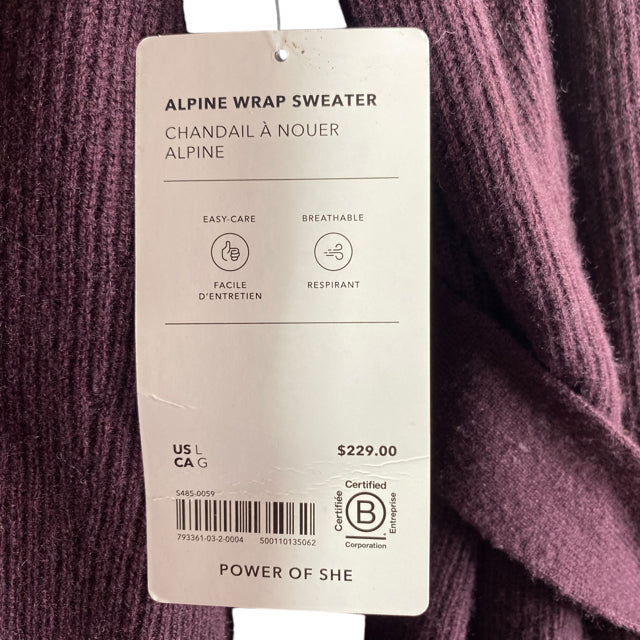 ALPINE WRAP SWEATER
CHANDAIL À NOUER
ALPINE
EASY-CARE
BREATHABLE
FACILE
D'ENTRETIEN
RESPIRANT
US L
CA G
$229.00
S485-0059
793361-03-2-0004 500110135062
Certified
Certifiée
B
Entreprise
Corporation
POWER OF SHE